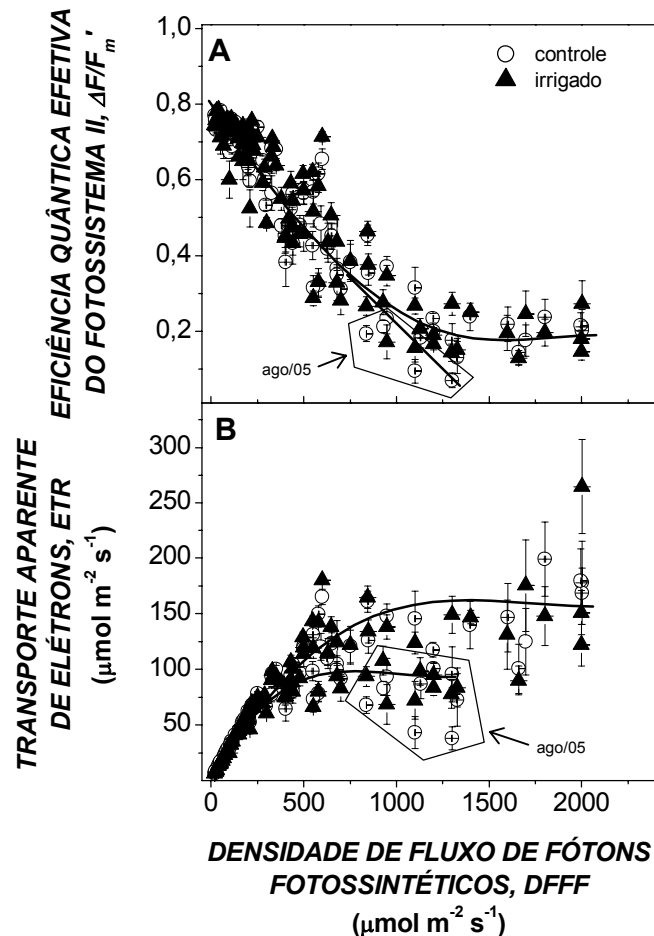 EFICIÊNCIA QUÂNTICA EFETIVA
DO FOTOSSISTEMA II, ΔF/Fm'
1,0
0,8
0,6
0,4
0,2
A
controle
irrigado
ago/05
TRANSPORTE APARENTE
DE ELÉTRONS, ETR
(μmol m-2 s-1)
300
250
200
150
100
50
B
ago/05
0 500 1000 1500 2000
DENSIDADE DE FLUXO DE FÓTONS
FOTOSSINTÉTICOS, DFFF
(μmol m-2 s-1)